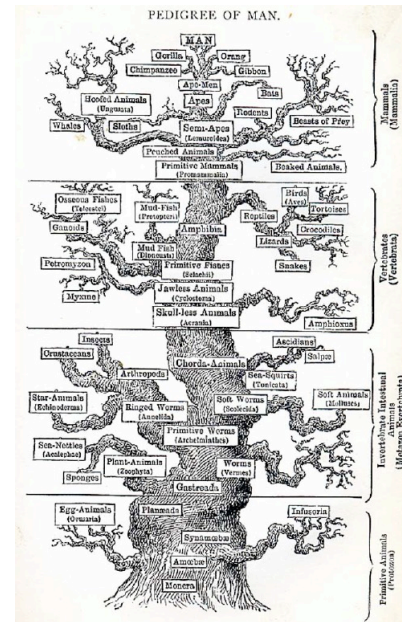 PEDIGREE OF MAN.
MAN
Gorilla
Orang
Chimpanzee
Gibbon
Ape-Men
Bats
Hoofed Animals
(Ungulata)
Apes
Rodents
Whales
Sloths
Semi-Apes
(Lemuroidea)
Beasts of Prey
Pouched Animals
Primitive Mammals
(Promammalia)
Beaked Animals.
Mammals
(Mammalia)
Osseous Fishes
(Teleostei)
Mud-Fish
(Protopteri)
Birds
(Aves)
Tortoises
Reptiles
Ganoids
Amphibia
Crocodiles
Lizards
Mud Fish
(Dipneusta)
Petromyzon
Primitive Fishes
(Selachii)
Snakes
Myxine
Jawless Animals
(Cyclostoma)
Skull-less Animals
(Acrania)
Amphioxus
Vertebrates
(Vertebrata)
Insects
Crustaceans
Ascidians
Salpæ
Chorda-Animals
Arthropods
Sea-Squirts
(Tunicata)
Star-Animals
(Echinoderma)
Ringed Worms
(Annelida)
Soft Worms
(Scolecida)
Soft Animals
(Molluscs)
Primitive Worms
(Archelminthes)
Sea-Nettles
(Acalephae)
Plant-Animals
(Zoophyta)
Worms
(Vermes)
Sponges
Gastreada
Invertebrate Intestinal
Animals
(Metazoa Evertebrata)
Egg-Animals
(Ovularia)
Planæada
Infusoria
Synamœbæ
Amœbæ
Monera
Primitive Animals
(Protozoa)